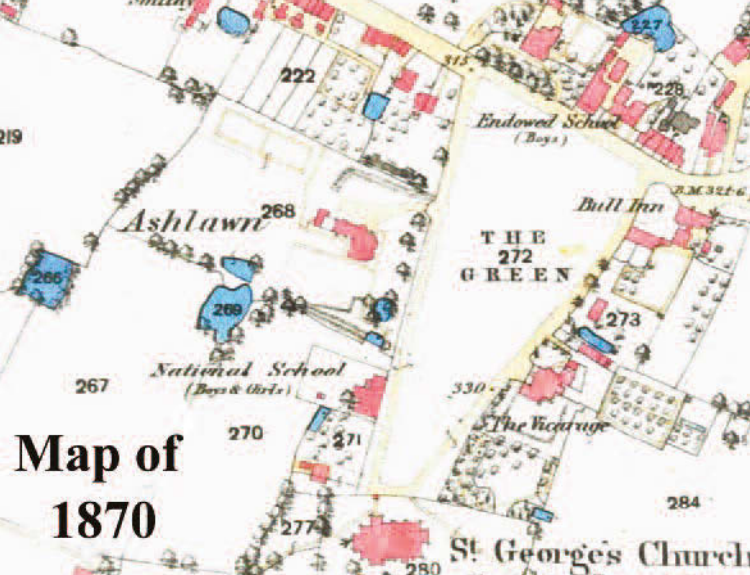 Smithy
227
315
222
228
Endowed School
(Boys)
219
B.M. 321·6
Bull Inn
Ashlawn
268
THE
272
GREEN
266
269
273
National School
(Boys & Girls)
267
330
270
271
The Vicarage
Map of
1870
284
277
St. George's Church
280